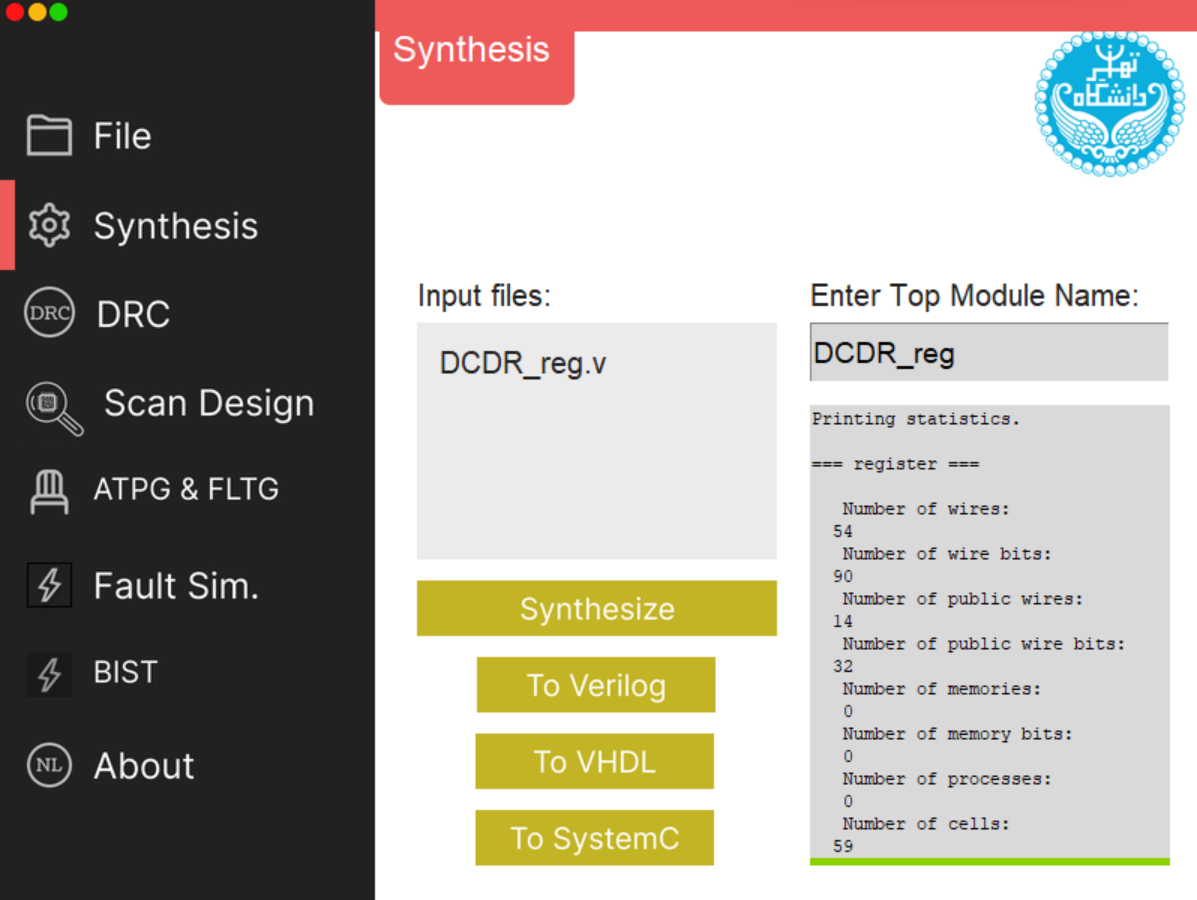 Synthesis
تهران
دانشگاه
File
Synthesis
DRC
DRC
Scan Design
ATPG & FLTG
Fault Sim.
BIST
NL
About
Input files:
DCDR_reg.v
Synthesize
To Verilog
To VHDL
To SystemC
Enter Top Module Name:
DCDR_reg
Printing statistics.
=== register ===
Number of wires:
54
Number of wire bits:
90
Number of public wires:
14
Number of public wire bits:
32
Number of memories:
0
Number of memory bits:
0
Number of processes:
0
Number of cells:
59